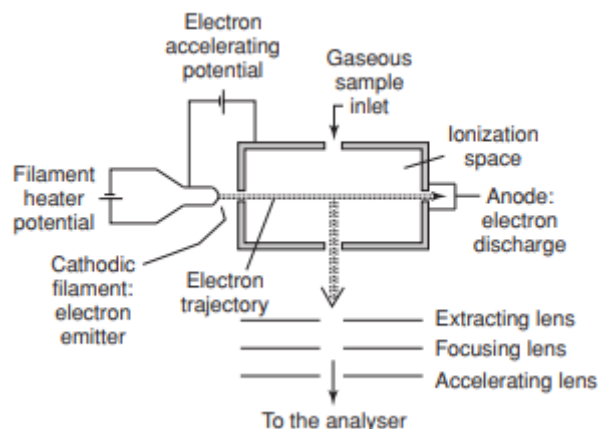 Electron
accelerating
potential
Gaseous
sample
inlet
Ionization
space
Filament
heater
potential
Anode:
electron
discharge
Cathodic
filament:
electron
emitter
Electron
trajectory
Extracting lens
Focusing lens
Accelerating lens
To the analyser